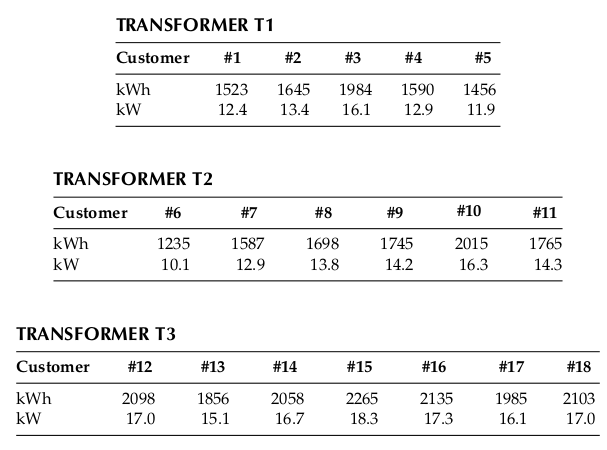 TRANSFORMER T1
Customer #1 #2 #3 #4 #5
kWh 1523 1645 1984 1590 1456
kW 12.4 13.4 16.1 12.9 11.9
TRANSFORMER T2
Customer #6 #7 #8 #9 #10 #11
kWh 1235 1587 1698 1745 2015 1765
kW 10.1 12.9 13.8 14.2 16.3 14.3
TRANSFORMER T3
Customer #12 #13 #14 #15 #16 #17 #18
kWh 2098 1856 2058 2265 2135 1985 2103
kW 17.0 15.1 16.7 18.3 17.3 16.1 17.0